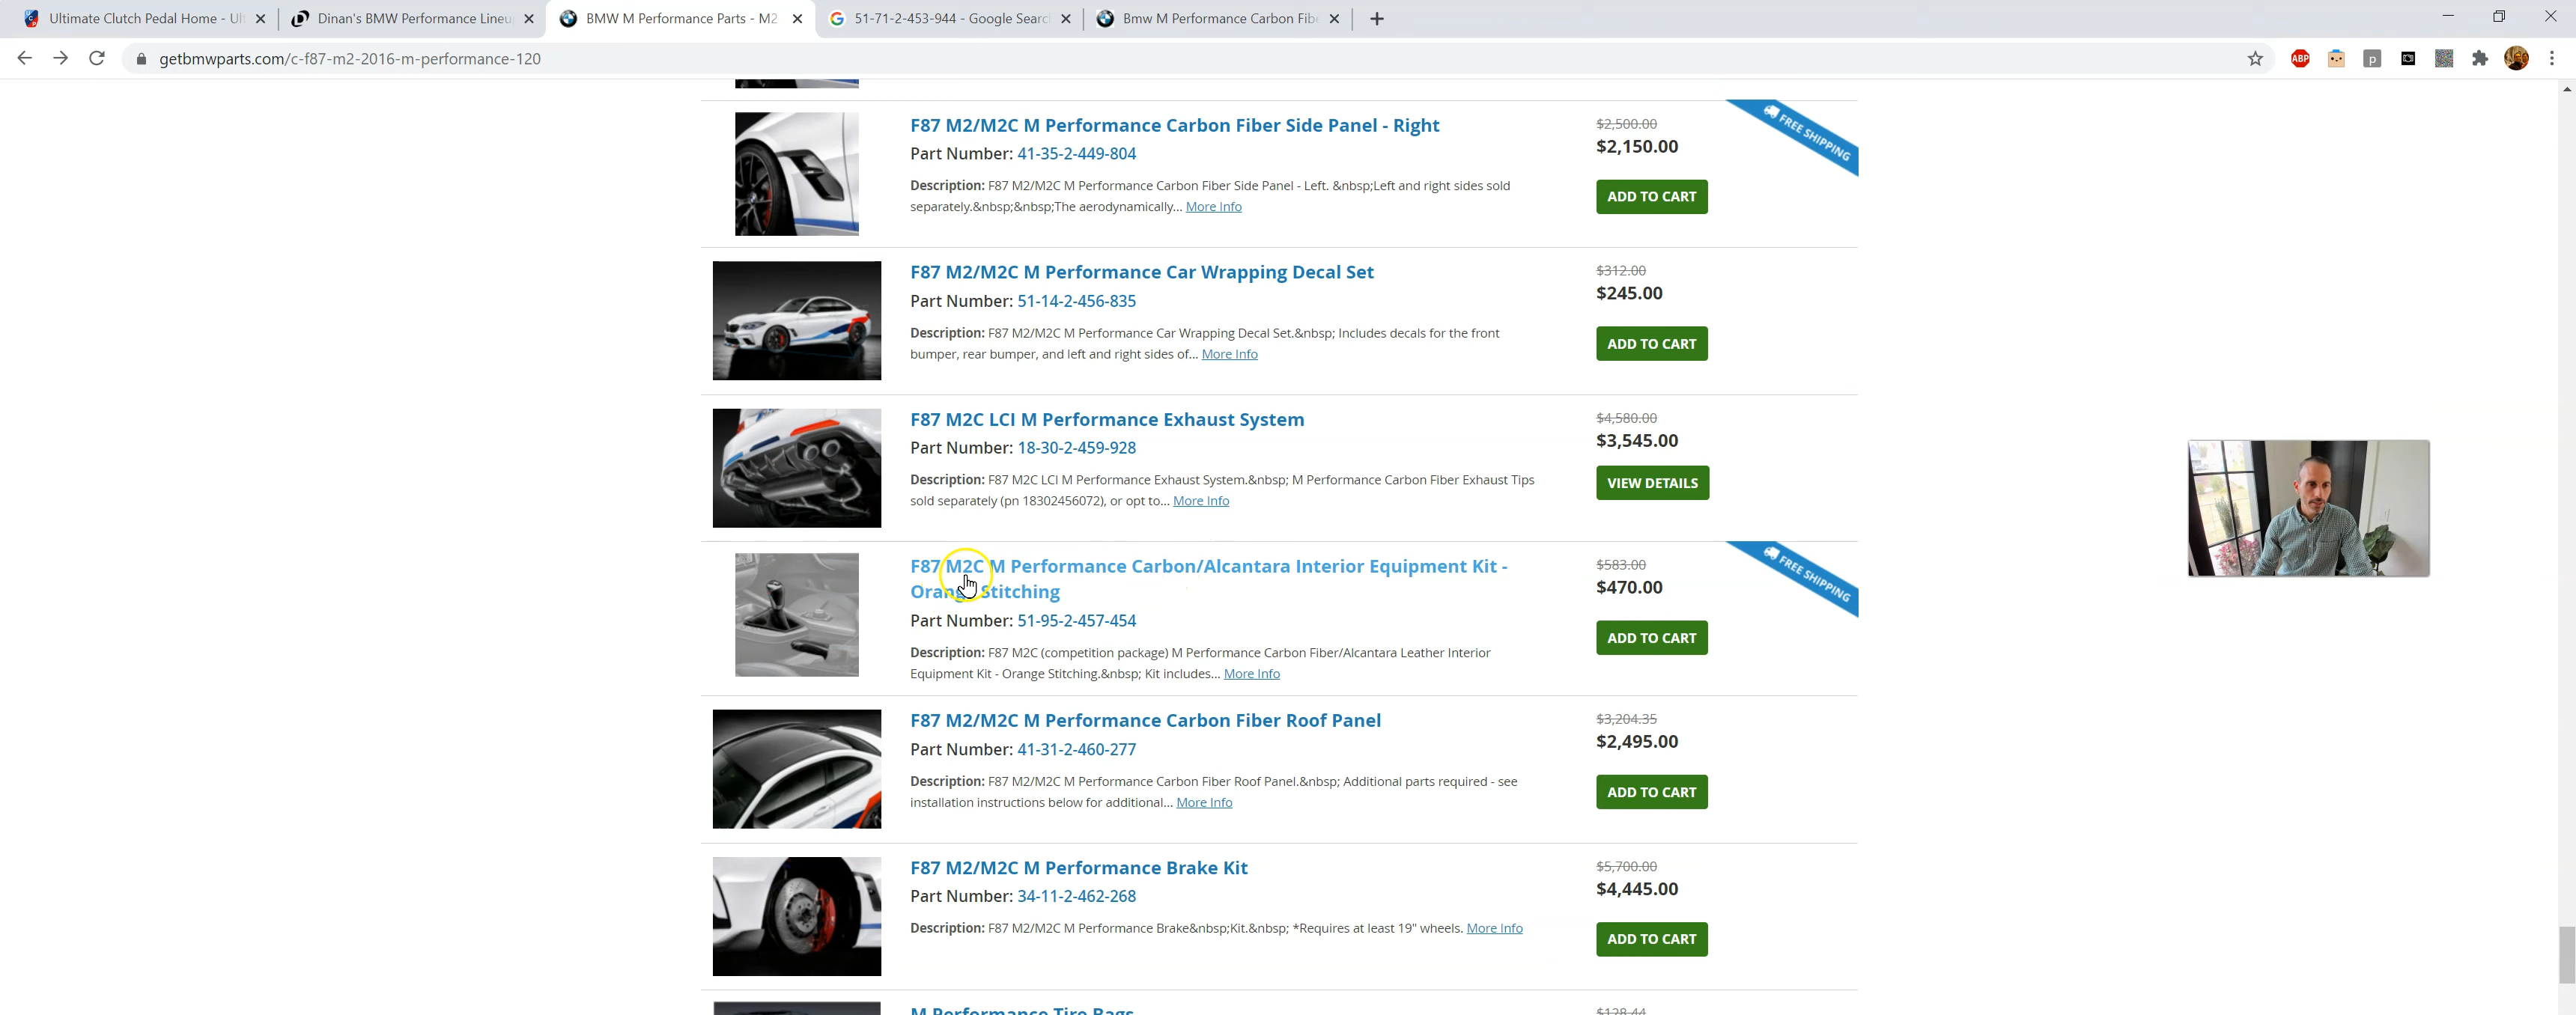 Ultimate Clutch Pedal Home - Ul
Dinan's BMW Performance Lineu
BMW M Performance Parts - M2
51-71-2-453-944 - Google Searc
Bmw M Performance Carbon Fib
getbmwparts.com/c-f87-m2-2016-m-performance-120
ABP
p
F87 M2/M2C M Performance Carbon Fiber Side Panel - Right
Part Number: 41-35-2-449-804
Description: F87 M2/M2C M Performance Carbon Fiber Side Panel - Left. &nbsp;Left and right sides sold
separately.&nbsp;&nbsp;The aerodynamically... More Info
$2,500.00
$2,150.00
ADD TO CART
FREE SHIPPING
F87 M2/M2C M Performance Car Wrapping Decal Set
Part Number: 51-14-2-456-835
Description: F87 M2/M2C M Performance Car Wrapping Decal Set.&nbsp; Includes decals for the front
bumper, rear bumper, and left and right sides of... More Info
$312.00
$245.00
ADD TO CART
F87 M2C LCI M Performance Exhaust System
Part Number: 18-30-2-459-928
Description: F87 M2C LCI M Performance Exhaust System.&nbsp; M Performance Carbon Fiber Exhaust Tips
sold separately (pn 18302456072), or opt to... More Info
$4,580.00
$3,545.00
VIEW DETAILS
F87 M2C M Performance Carbon/Alcantara Interior Equipment Kit -
Orange Stitching
Part Number: 51-95-2-457-454
Description: F87 M2C (competition package) M Performance Carbon Fiber/Alcantara Leather Interior
Equipment Kit - Orange Stitching.&nbsp; Kit includes... More Info
$583.00
$470.00
ADD TO CART
FREE SHIPPING
F87 M2/M2C M Performance Carbon Fiber Roof Panel
Part Number: 41-31-2-460-277
Description: F87 M2/M2C M Performance Carbon Fiber Roof Panel.&nbsp; Additional parts required - see
installation instructions below for additional... More Info
$3,204.35
$2,495.00
ADD TO CART
F87 M2/M2C M Performance Brake Kit
Part Number: 34-11-2-462-268
Description: F87 M2/M2C M Performance Brake&nbsp;Kit.&nbsp; *Requires at least 19" wheels. More Info
$5,700.00
$4,445.00
ADD TO CART
M Performance Tire Bags
$128.44